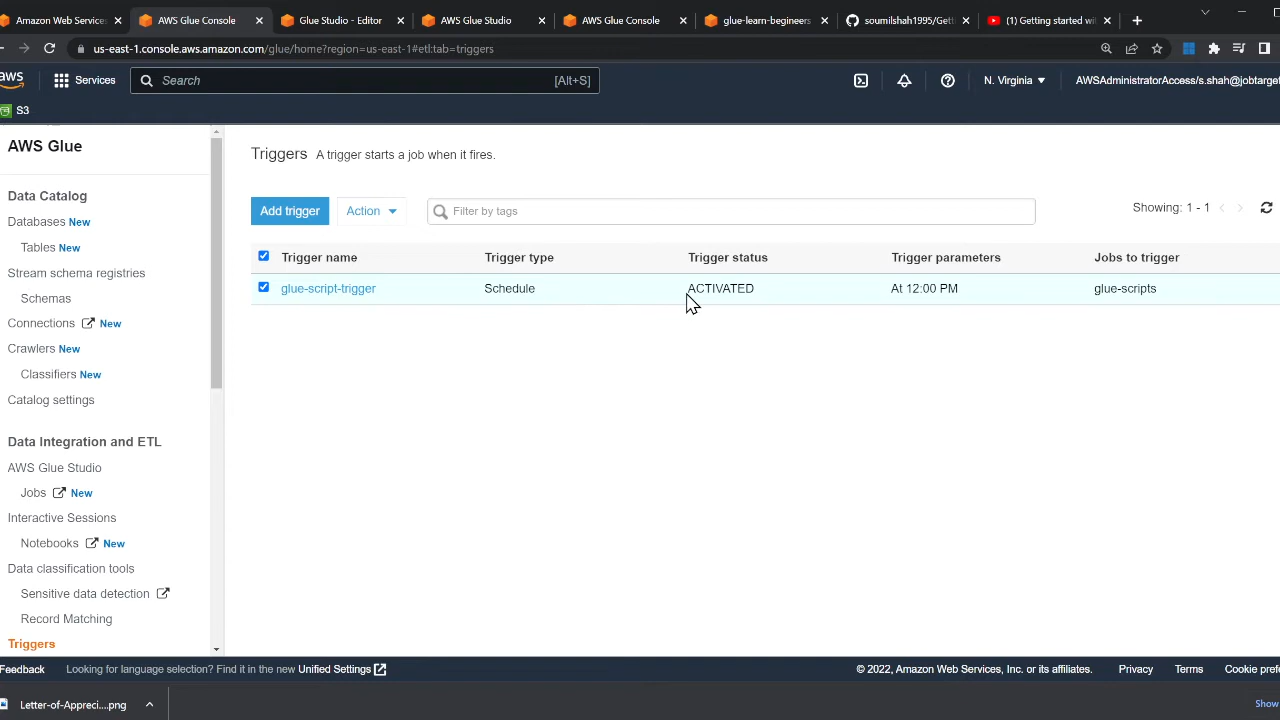 Amazon Web Services
AWS Glue Console
Glue Studio - Editor
AWS Glue Studio
AWS Glue Console
glue-learn-begineers
soumilshah1995/Gett
(1) Getting started wit
us-east-1.console.aws.amazon.com/glue/home?region=us-east-1#etl:tab=triggers
aws
Services
Search
[Alt+S]
N. Virginia
AWSAdministratorAccess/s.shah@jobtarget
S3
AWS Glue
Data Catalog
Databases New
Tables New
Stream schema registries
Schemas
Connections New
Crawlers New
Classifiers New
Catalog settings
Data Integration and ETL
AWS Glue Studio
Jobs New
Interactive Sessions
Notebooks New
Data classification tools
Sensitive data detection
Record Matching
Triggers
Triggers A trigger starts a job when it fires.
Add trigger
Action
Filter by tags
Showing: 1 - 1
Trigger name Trigger type Trigger status Trigger parameters Jobs to trigger
glue-script-trigger Schedule ACTIVATED At 12:00 PM glue-scripts
Feedback
Looking for language selection? Find it in the new Unified Settings
© 2022, Amazon Web Services, Inc. or its affiliates.
Privacy
Terms
Cookie prefe
Letter-of-Appreci....png
Show